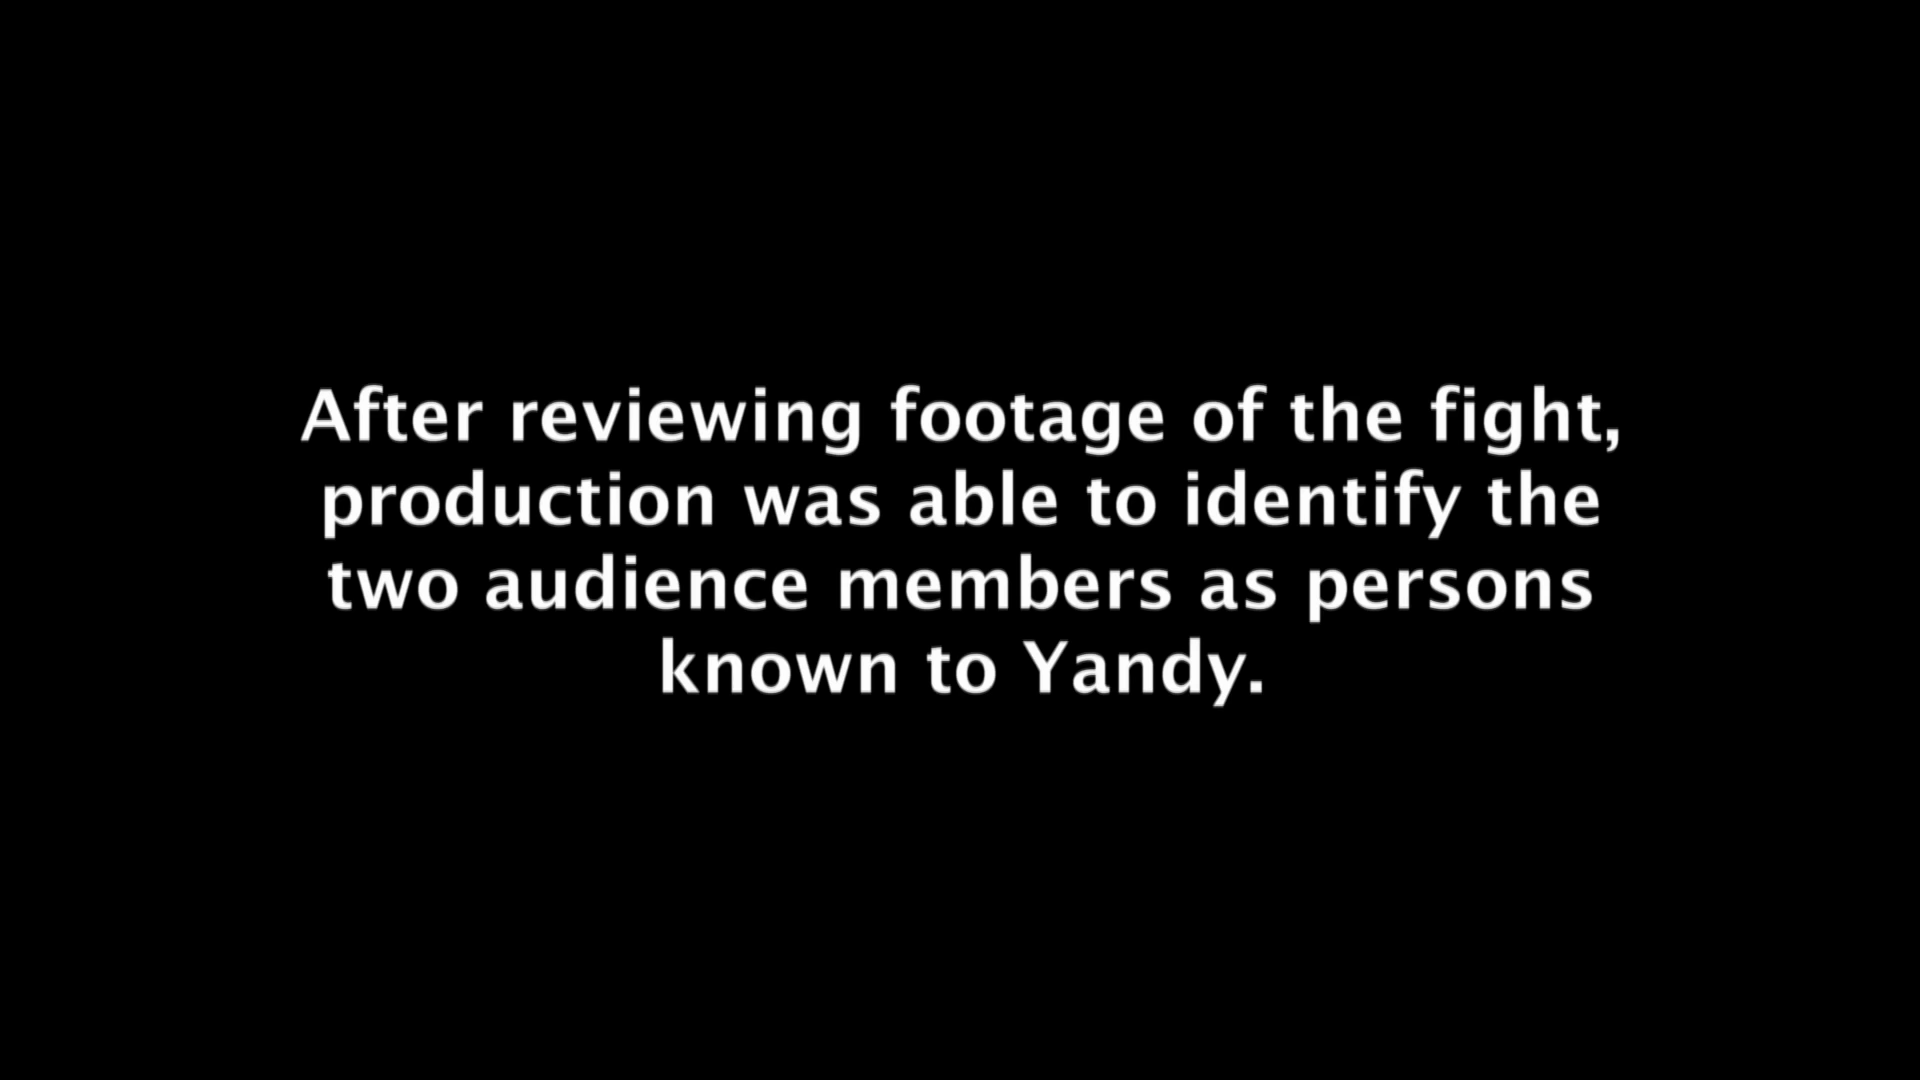 After reviewing footage of the fight,
production was able to identify the
two audience members as persons
known to Yandy.